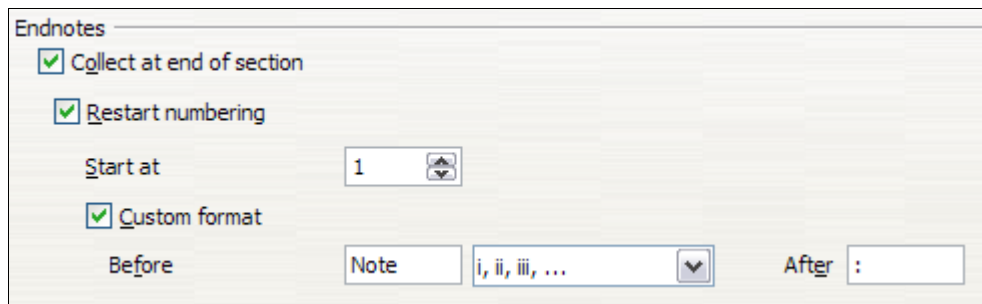 Endnotes
Collect at end of section
Restart numbering
Start at 1
Custom format
Before Note i, ii, iii, ... After :